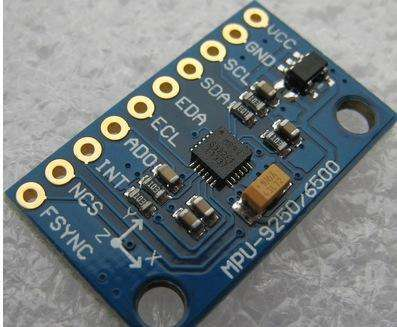 VCC
GND
SCL
SDA
EDA
ECL
ADO
INT
NCS
FSYNC
Y
Z
X
MPU-9250/6500